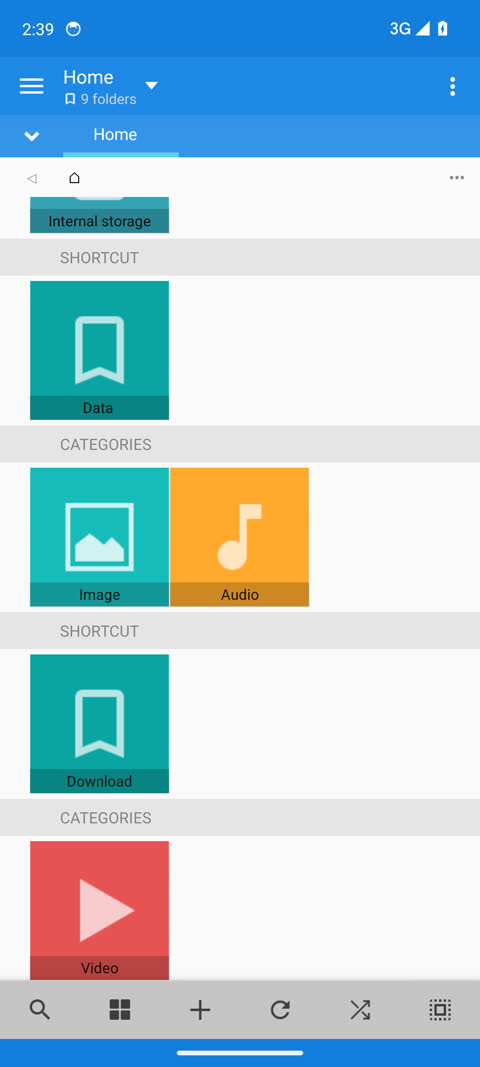 2:39
3G
Home
9 folders
Home
Internal storage
SHORTCUT
Data
CATEGORIES
Image
Audio
SHORTCUT
Download
CATEGORIES
Video